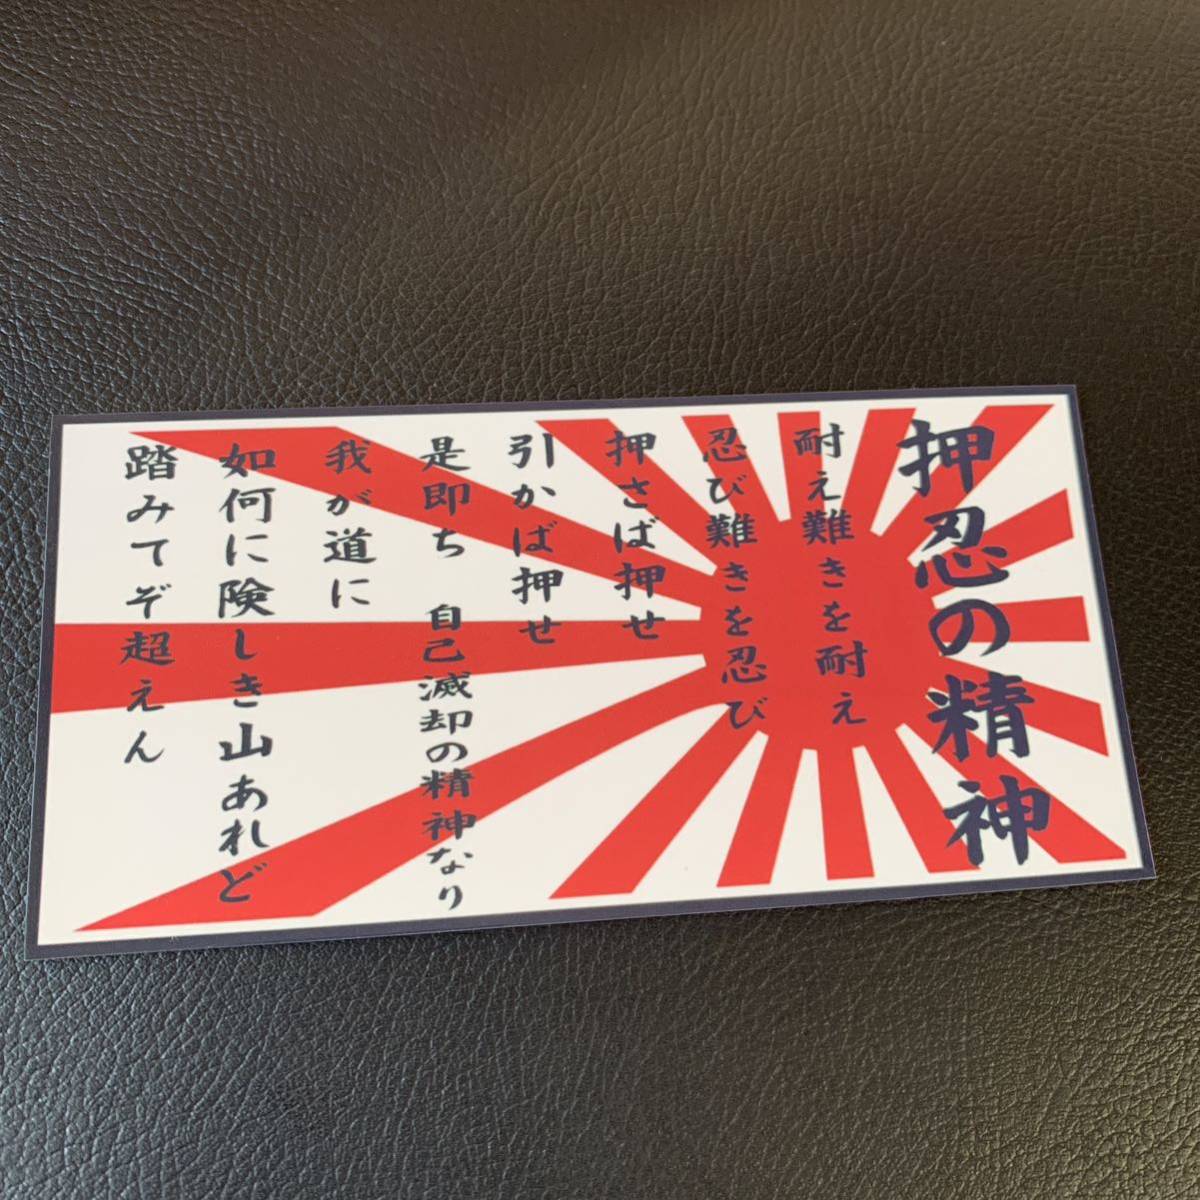 押忍の精神
耐え難きを耐え
忍び難きを忍び
押さば押せ
引かば押せ
是即ち 自己滅却の精神なり
我が道に
如何に険しき山あれど
踏みてぞ超えん